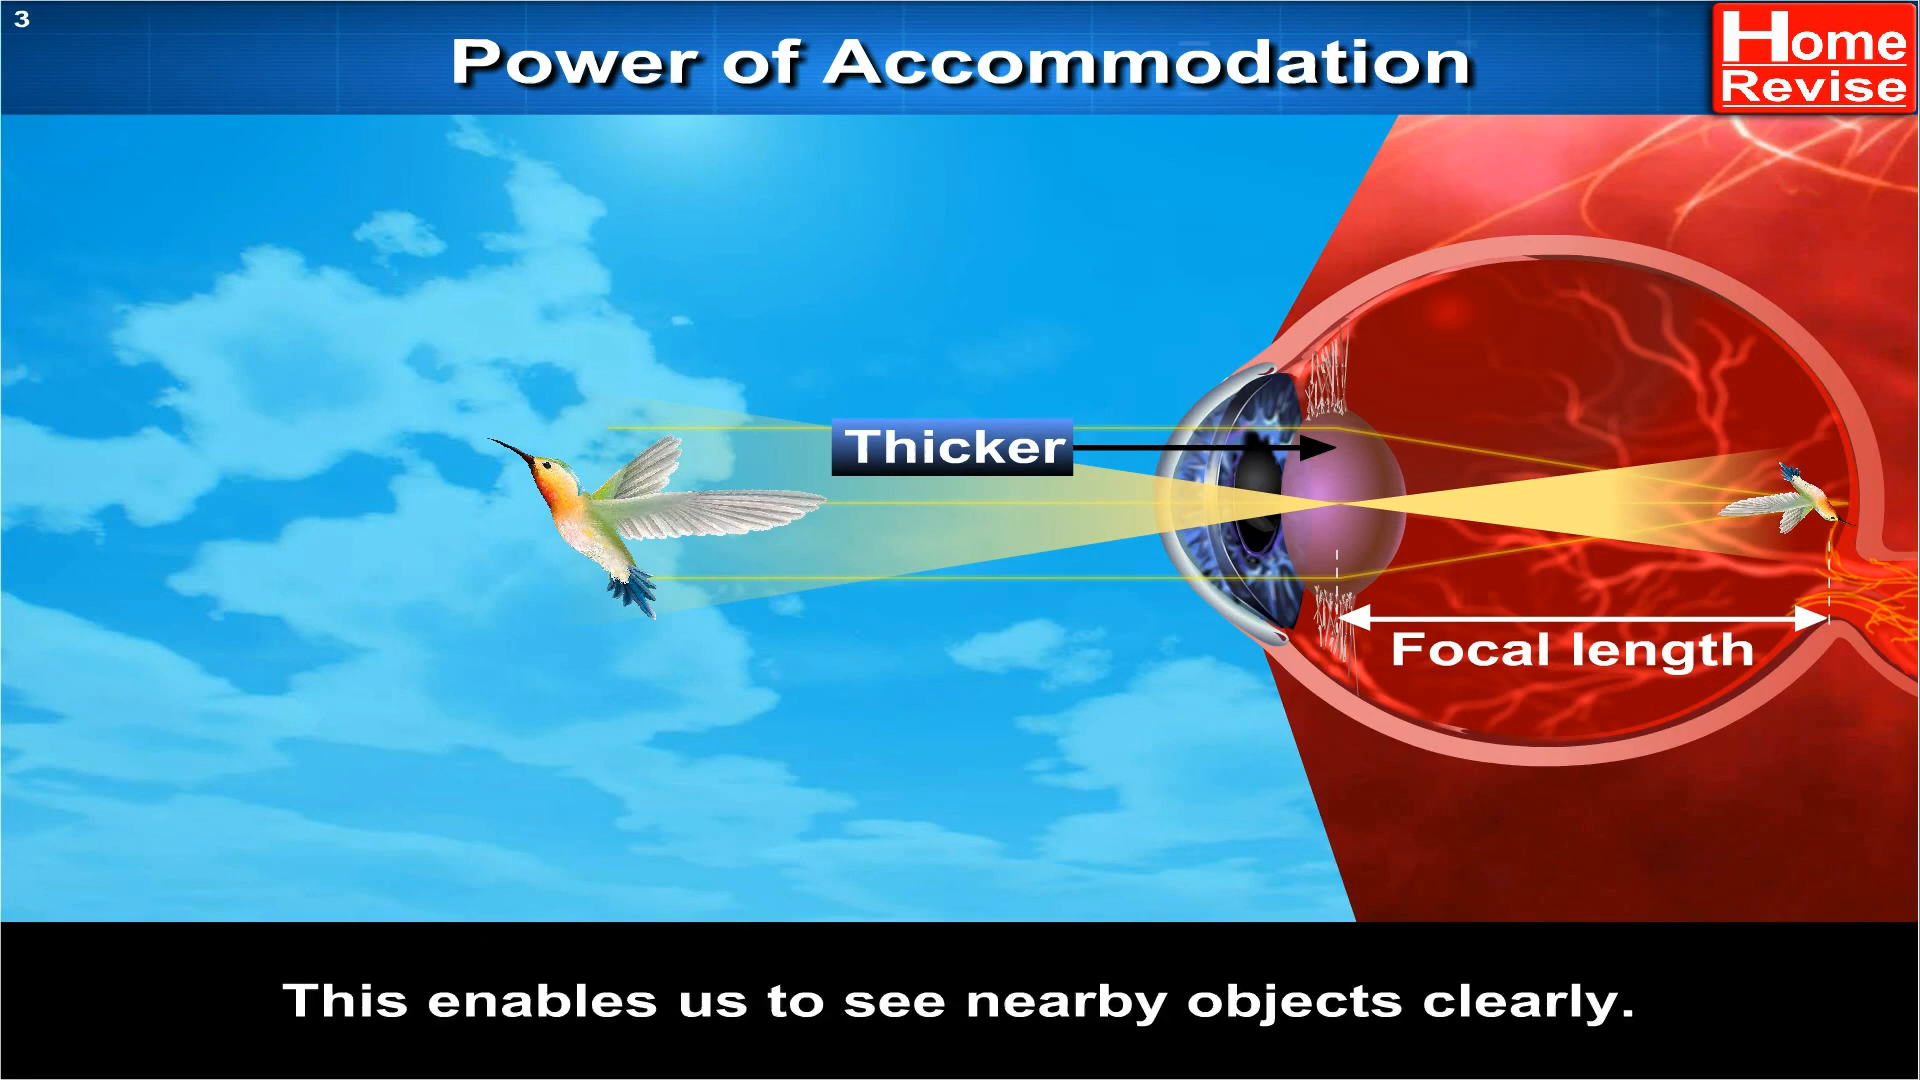 3
Power of Accommodation
Home
Revise
Thicker
Focal length
This enables us to see nearby objects clearly.